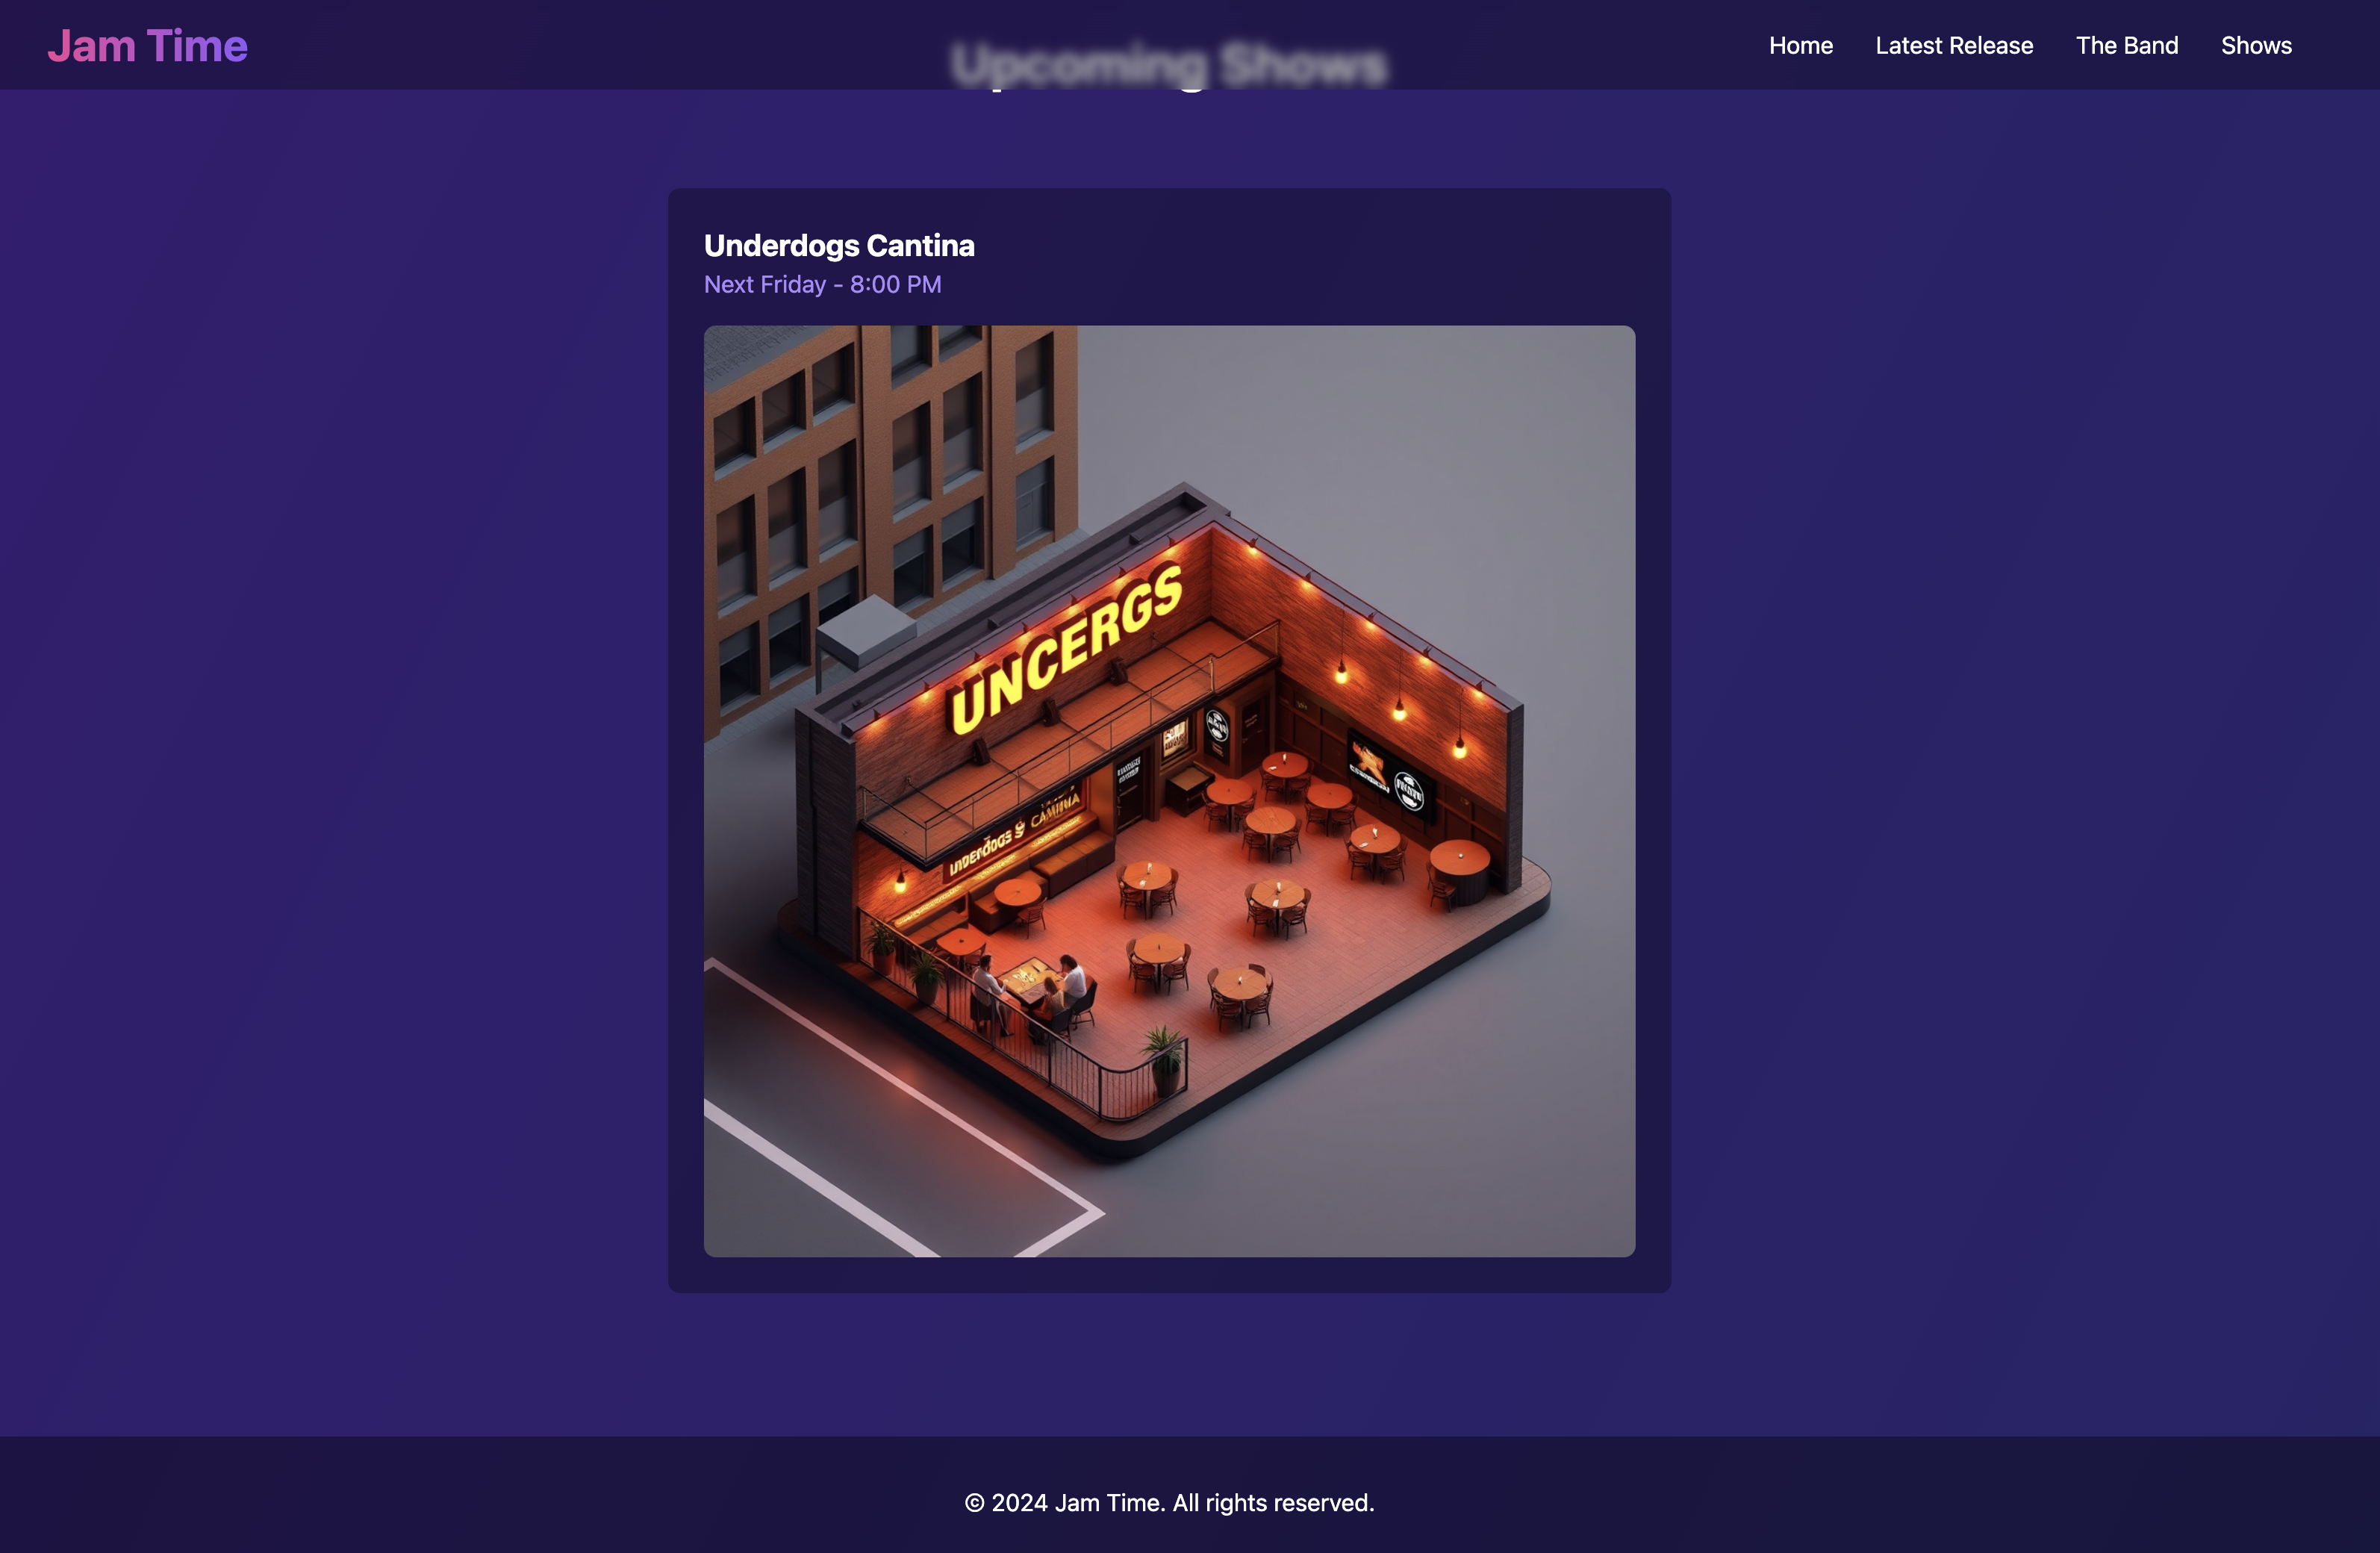 Jam Time
Home
Latest Release
The Band
Shows
Upcoming Shows
Underdogs Cantina
Next Friday - 8:00 PM
UNCERGS
UnDERdOGS
CAMINA
© 2024 Jam Time. All rights reserved.